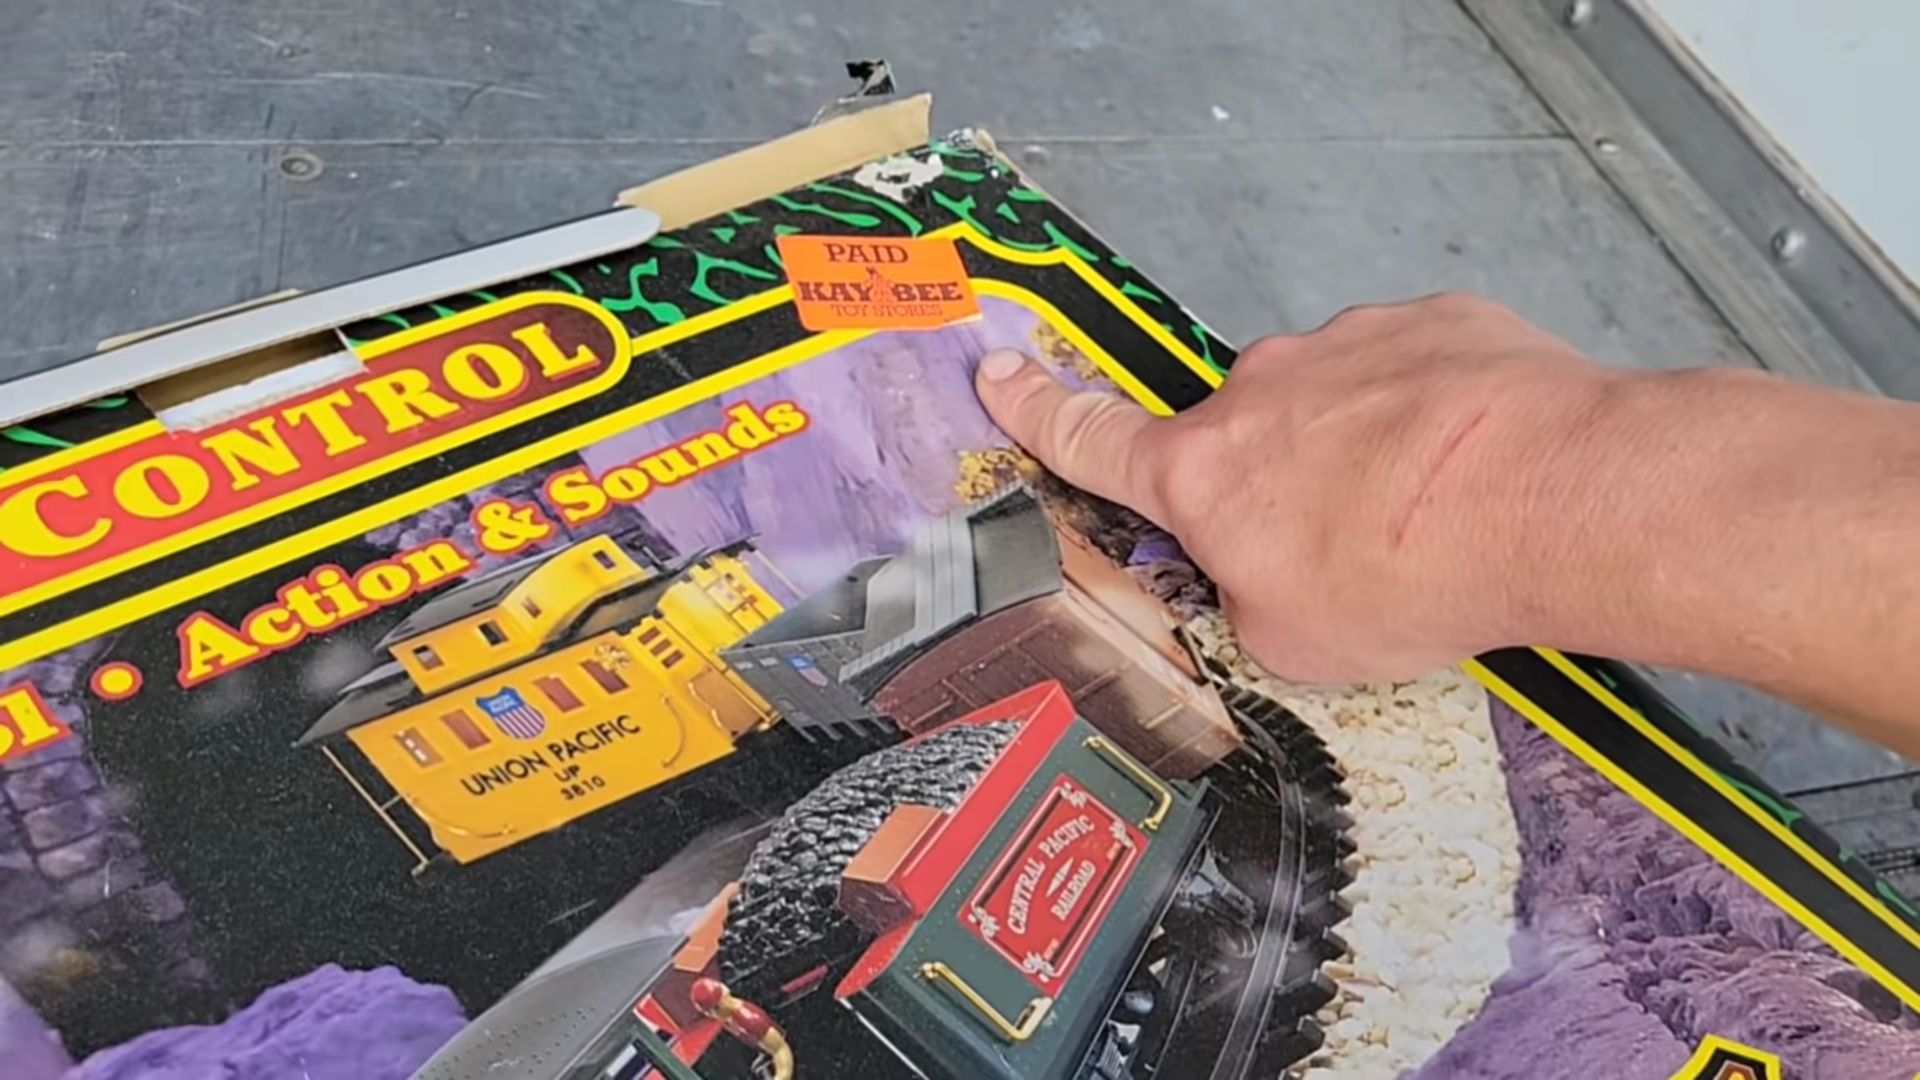 PAID
KAY BEE
TOY STORES
CONTROL
Action & Sounds
UNION PACIFIC
UP
3810
CENTRAL PACIFIC
RAILROAD